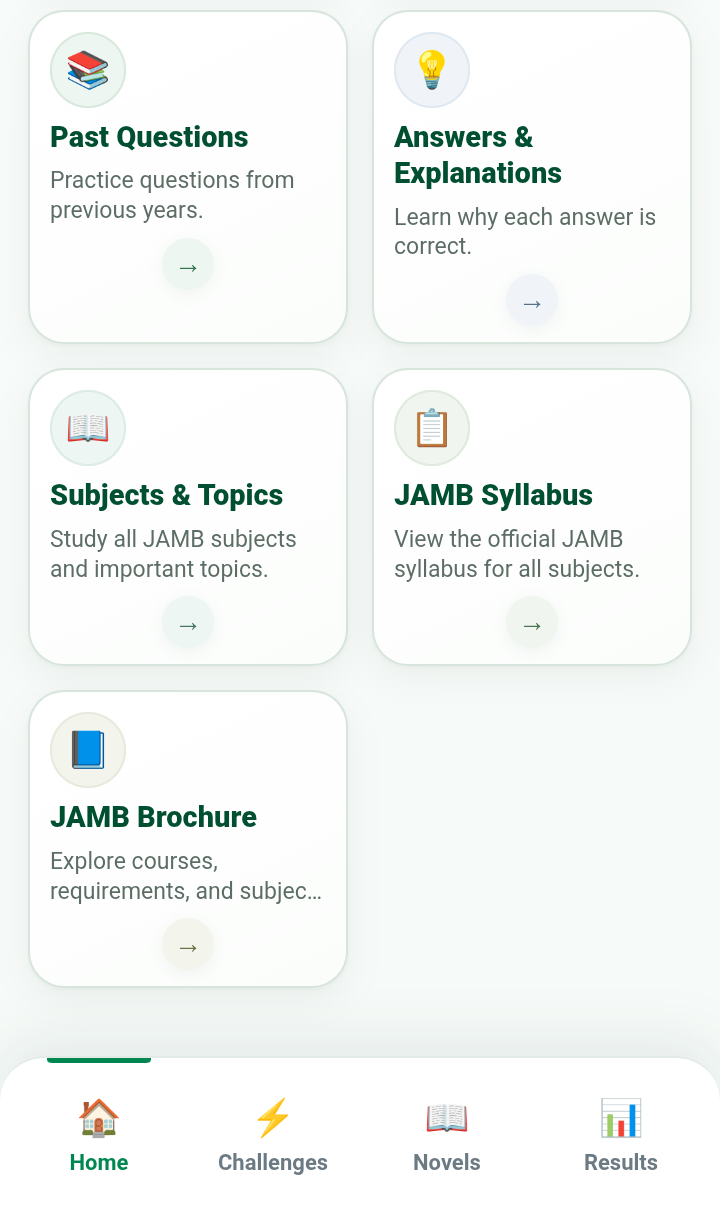 Past Questions
Practice questions from
previous years.
→
Answers &
Explanations
Learn why each answer is
correct.
→
Subjects & Topics
Study all JAMB subjects
and important topics.
→
JAMB Syllabus
View the official JAMB
syllabus for all subjects.
→
JAMB Brochure
Explore courses,
requirements, and subjec...
→
Home
Challenges
Novels
Results